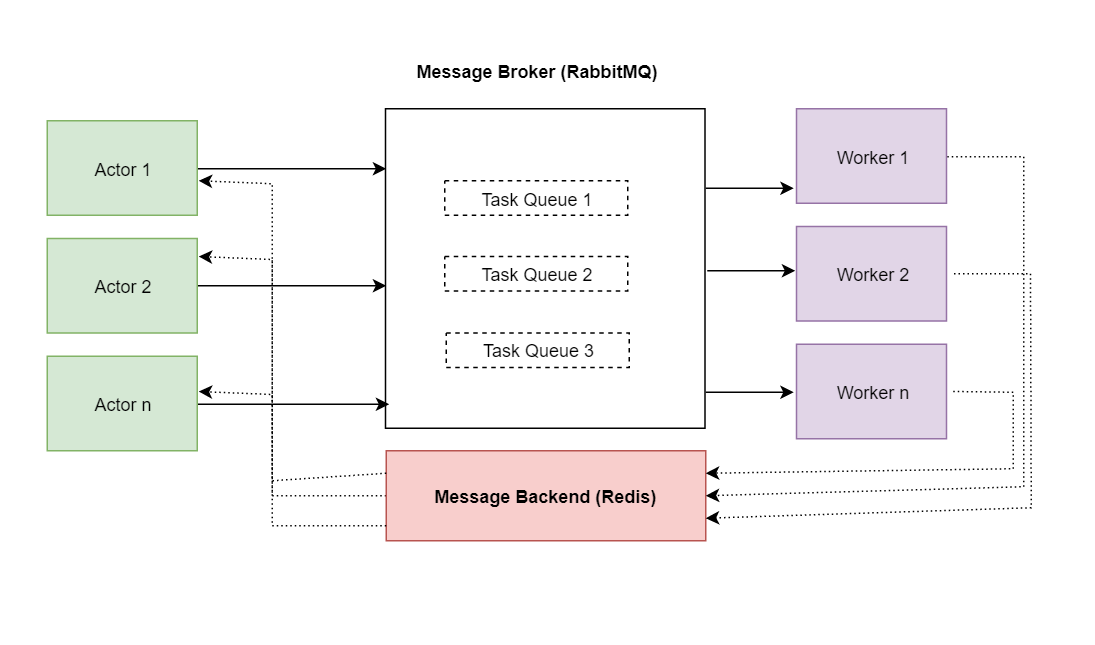 Message Broker (RabbitMQ)
Actor 1
Actor 2
Actor n
Task Queue 1
Task Queue 2
Task Queue 3
Worker 1
Worker 2
Worker n
Message Backend (Redis)